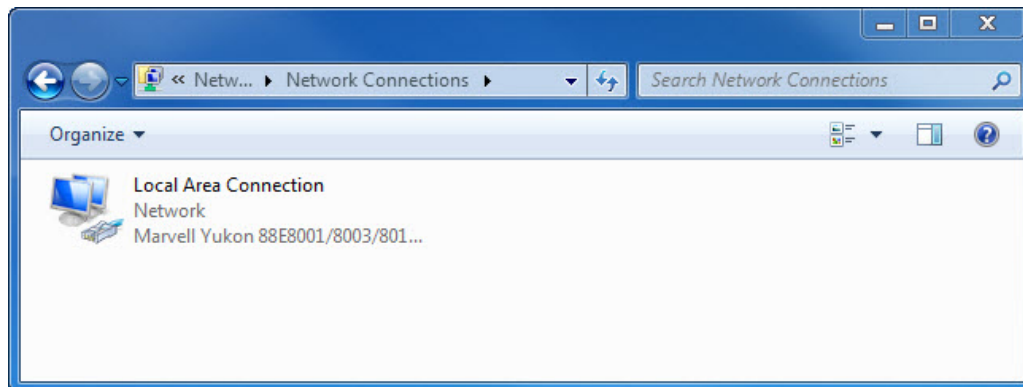 « Netw... Network Connections
Search Network Connections
Organize
Local Area Connection
Network
Marvell Yukon 88E8001/8003/801...